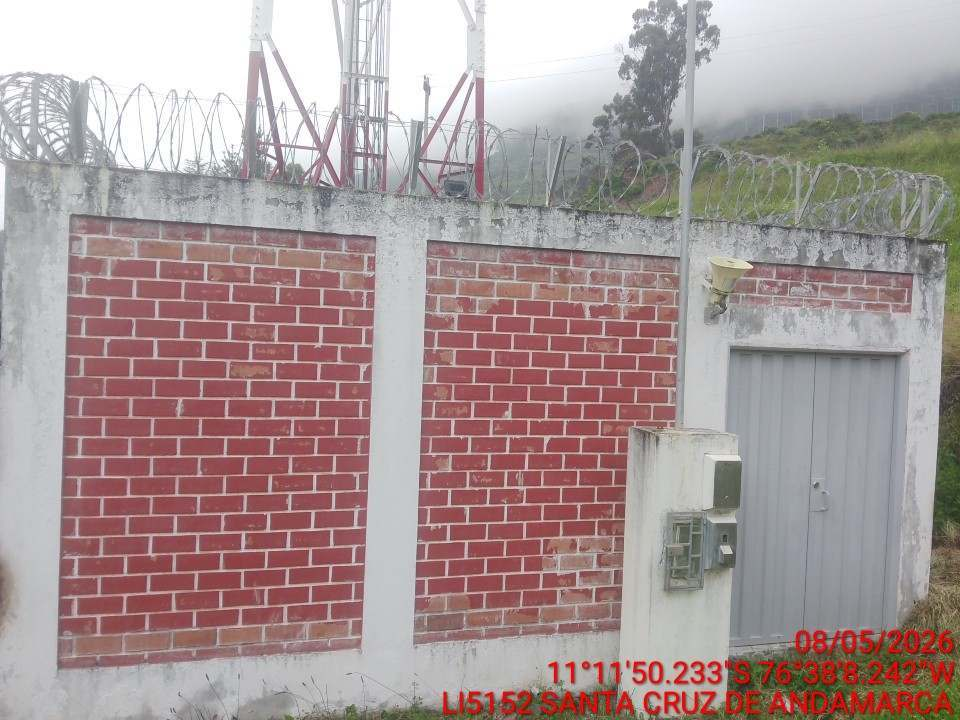 08/05/2026
11°11'50.233"S 76°38'8.242"W
LI5152 SANTA CRUZ DE ANDAMARCA